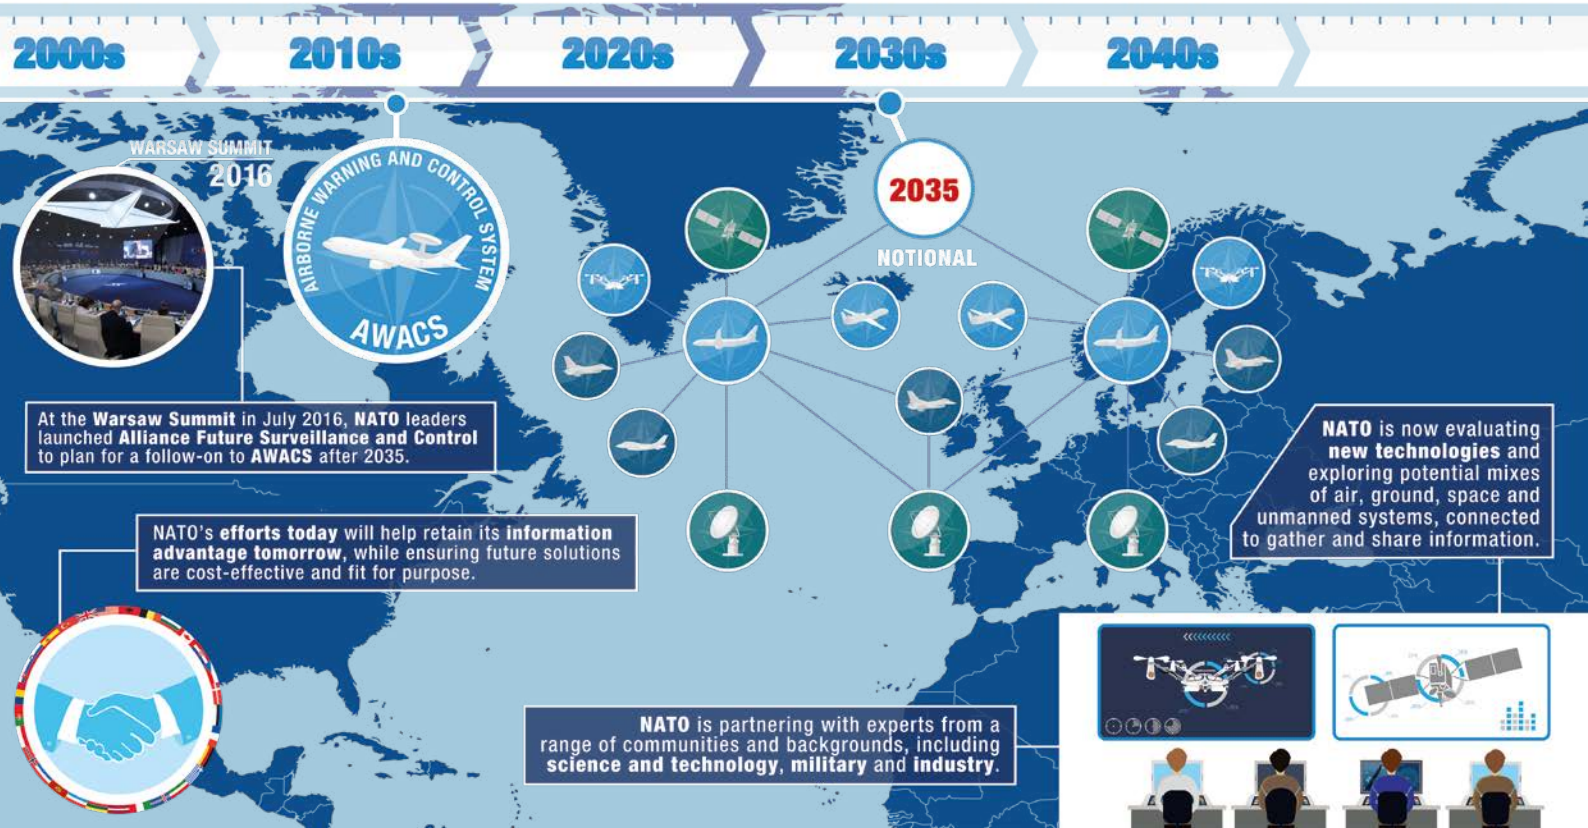 2000s
2010s
2020s
2030s
2040s
WARSAW SUMMIT
2016
AIRBORNE WARNING AND CONTROL SYSTEM
AWACS
2035
NOTIONAL
At the Warsaw Summit in July 2016, NATO leaders
launched Alliance Future Surveillance and Control
to plan for a follow-on to AWACS after 2035.
NATO is now evaluating
new technologies and
exploring potential mixes
of air, ground, space and
unmanned systems, connected
to gather and share information.
NATO's efforts today will help retain its information
advantage tomorrow, while ensuring future solutions
are cost-effective and fit for purpose.
NATO is partnering with experts from a
range of communities and backgrounds, including
science and technology, military and industry.